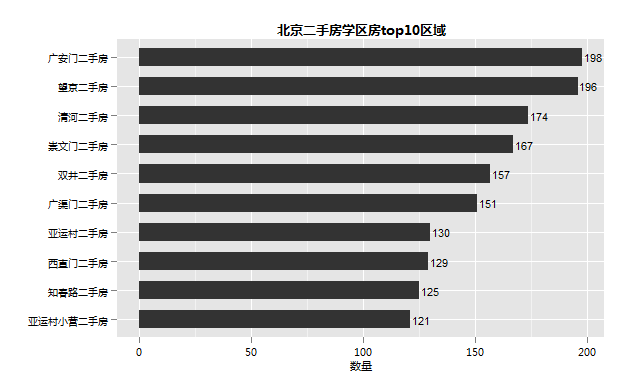 北京二手房学区房top10区域
广安门二手房 198
望京二手房 196
清河二手房 174
崇文门二手房 167
双井二手房 157
广渠门二手房 151
亚运村二手房 130
西直门二手房 129
知春路二手房 125
亚运村小营二手房 121
0 50 100 150 200
数量